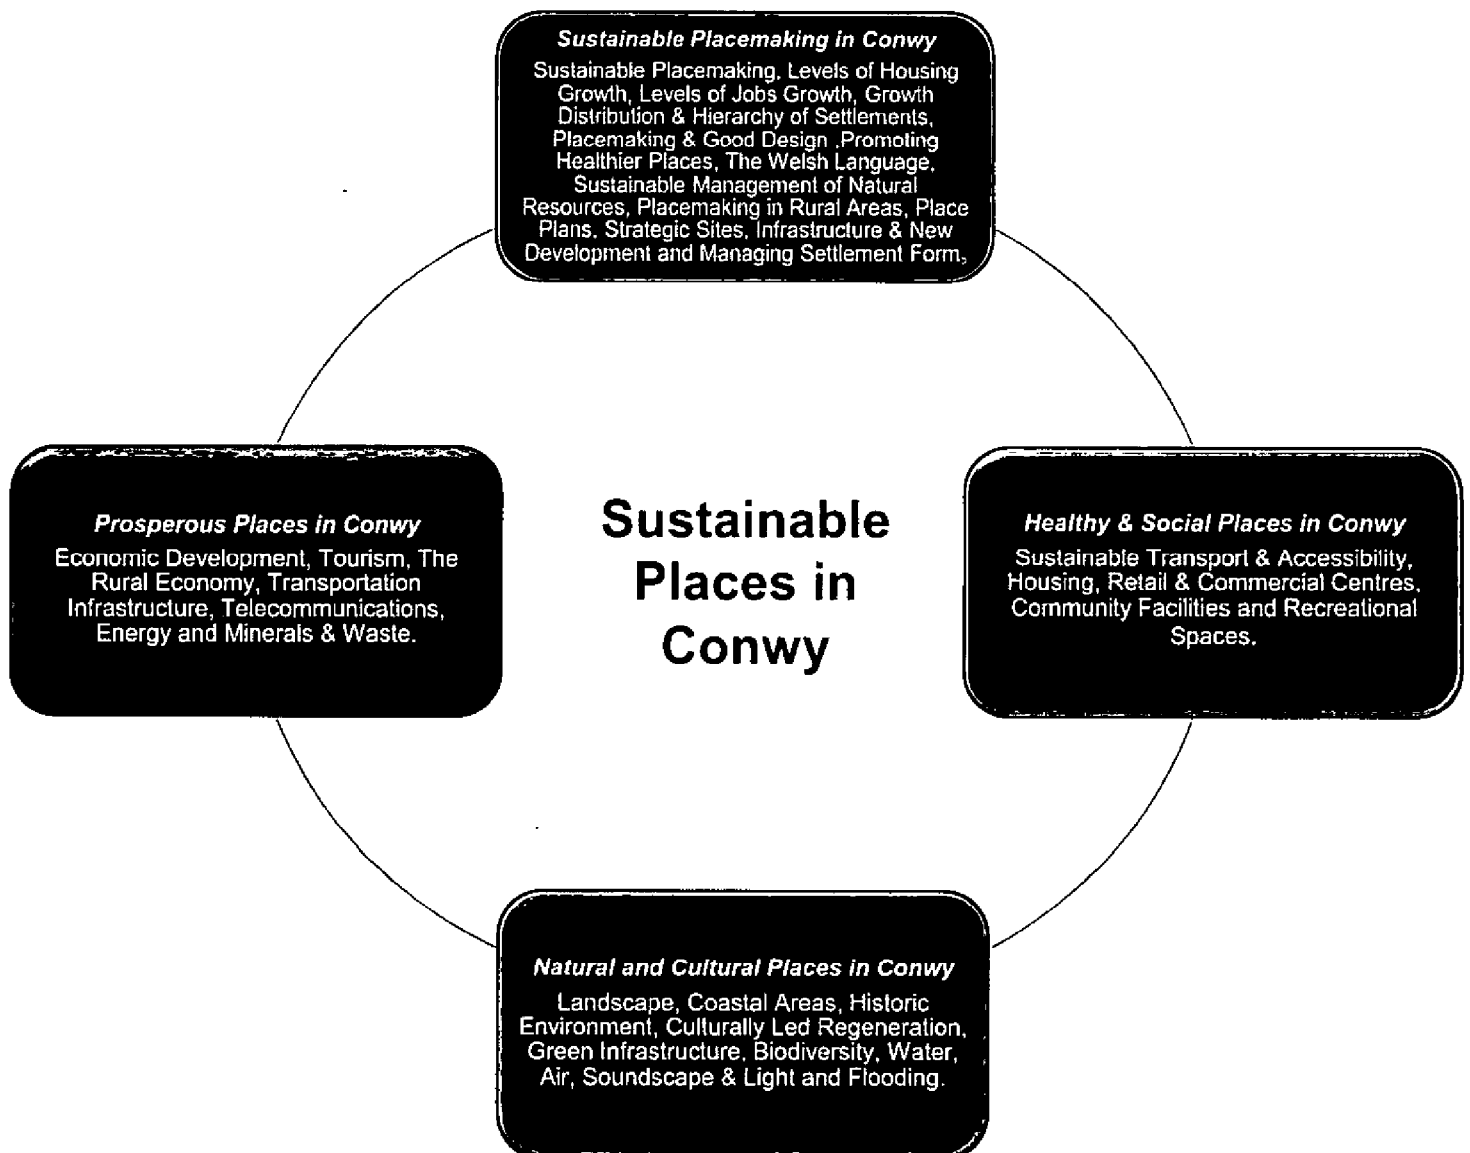 Sustainable Placemaking in Conwy
Sustainable Placemaking, Levels of Housing
Growth, Levels of Jobs Growth, Growth
Distribution & Hierarchy of Settlements,
Placemaking & Good Design ,Promoting
Healthier Places, The Welsh Language,
Sustainable Management of Natural
Resources, Placemaking in Rural Areas, Place
Plans, Strategic Sites, Infrastructure & New
Development and Managing Settlement Form,
Prosperous Places in Conwy
Economic Development, Tourism, The
Rural Economy, Transportation
Infrastructure, Telecommunications,
Energy and Minerals & Waste.
Sustainable
Places in
Conwy
Healthy & Social Places in Conwy
Sustainable Transport & Accessibility,
Housing, Retail & Commercial Centres,
Community Facilities and Recreational
Spaces.
Natural and Cultural Places in Conwy
Landscape, Coastal Areas, Historic
Environment, Culturally Led Regeneration,
Green Infrastructure, Biodiversity, Water,
Air, Soundscape & Light and Flooding.